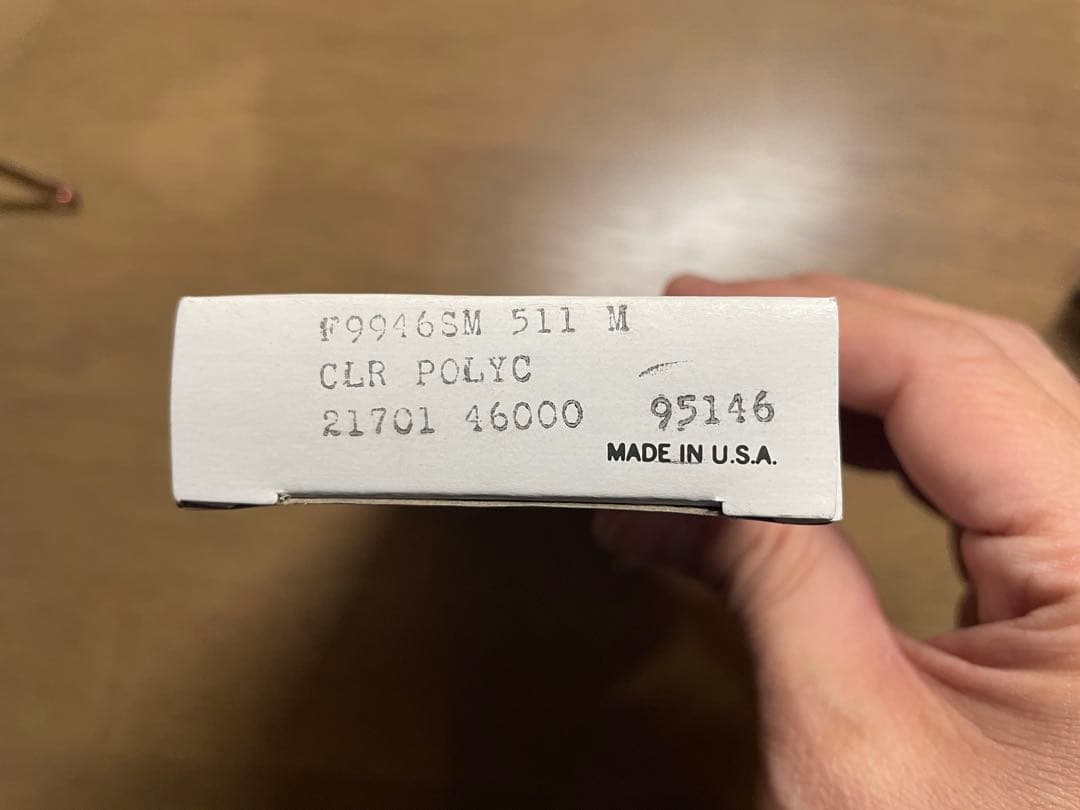 F9946SM 511 M
CLR POLYC
21701 46000 95146
MADE IN U.S.A.